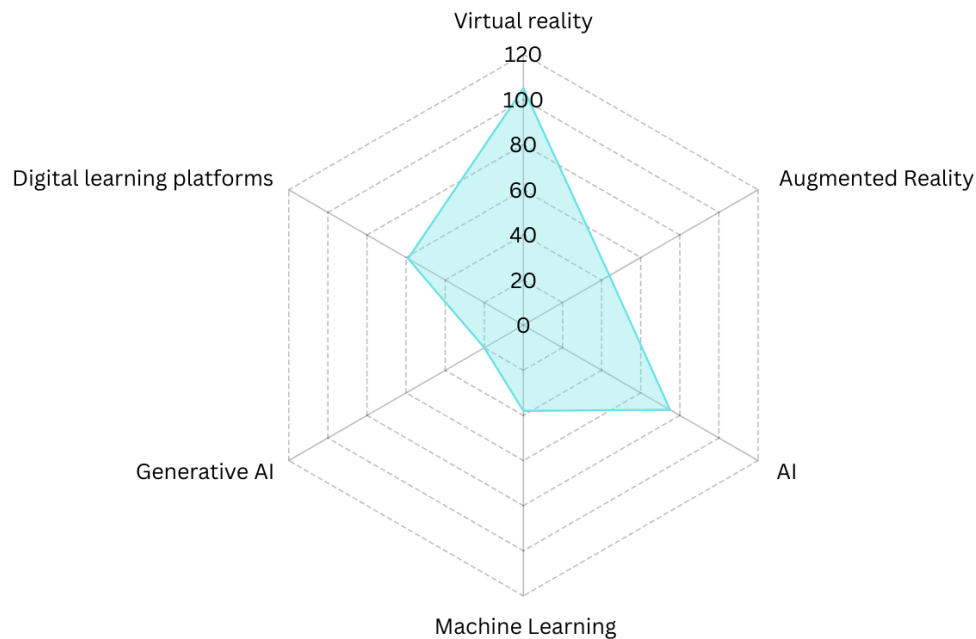 Virtual reality
120
100
80
60
40
20
0
Digital learning platforms
Augmented Reality
Generative AI
AI
Machine Learning